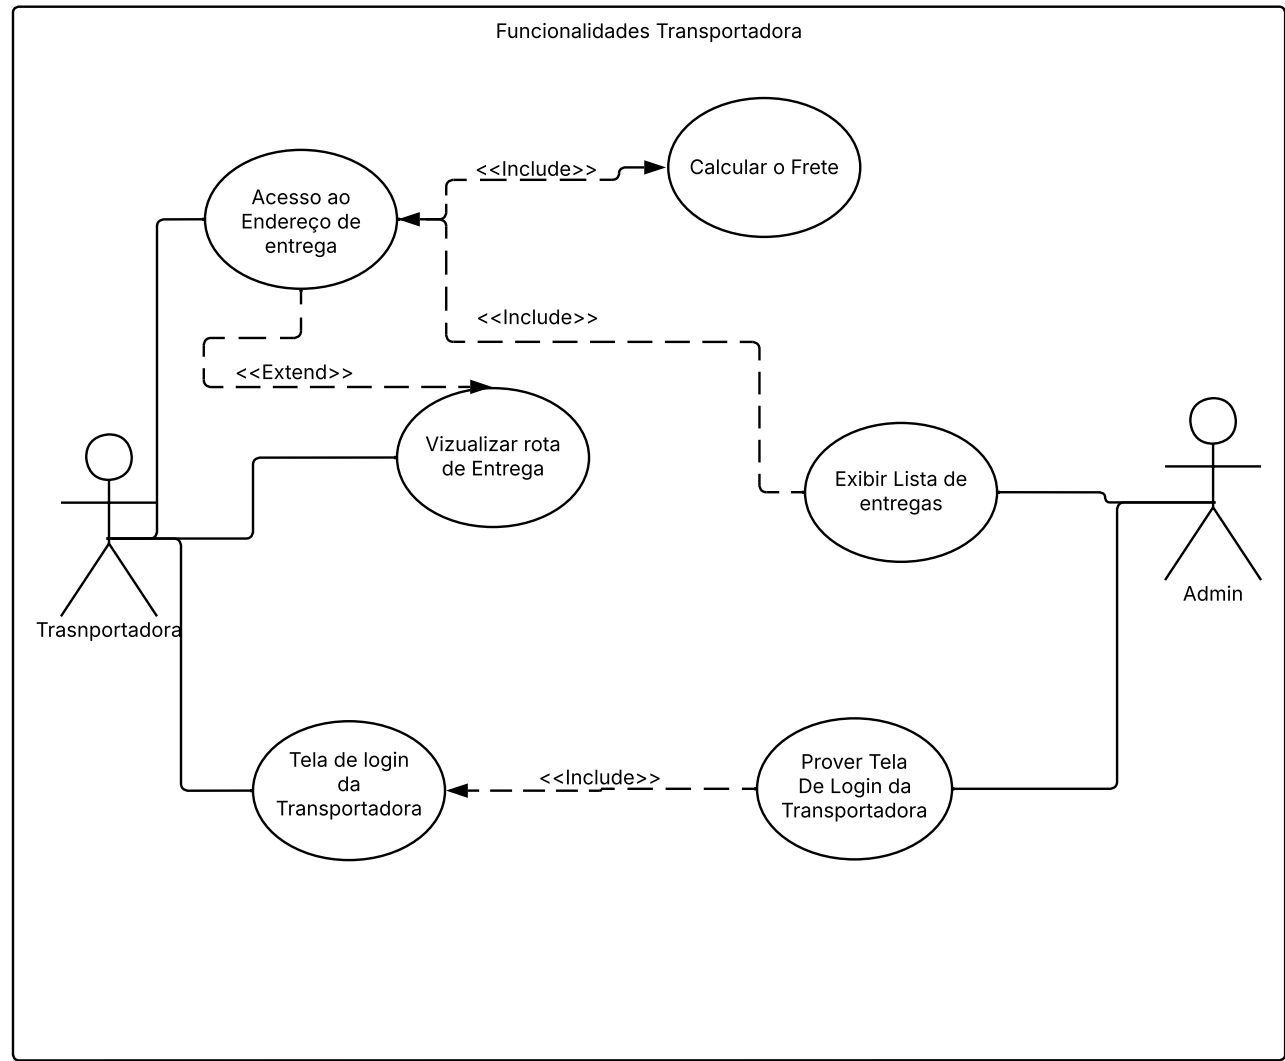 Funcionalidades Transportadora
<<Include>>
Calcular o Frete
Acesso ao
Endereço de
entrega
<<Include>>
<<Extend>>
Vizualizar rota
de Entrega
Exibir Lista de
entregas
Admin
Trasnportadora
Tela de login
da
Transportadora
<<Include>>
Prover Tela
De Login da
Transportadora